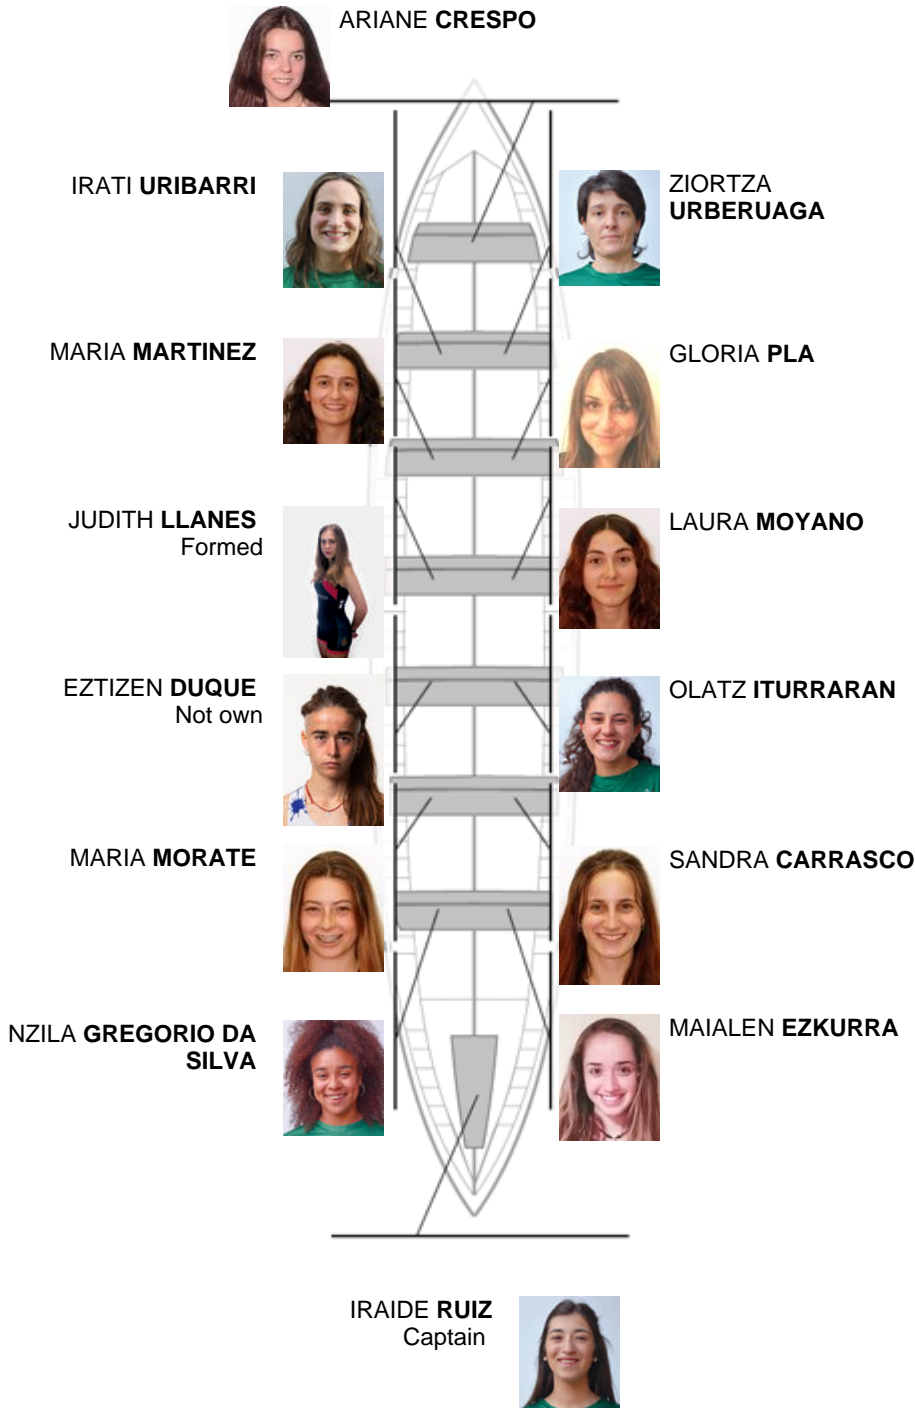 ARIANE CRESPO
IRATI URIBARRI
ZIORTZA
URBERUAGA
MARIA MARTINEZ
GLORIA PLA
JUDITH LLANES
Formed
LAURA MOYANO
EZTIZEN DUQUE
Not own
OLATZ ITURRARAN
MARIA MORATE
SANDRA CARRASCO
NZILA GREGORIO DA
SILVA
MAIALEN EZKURRA
IRAIDE RUIZ
Captain